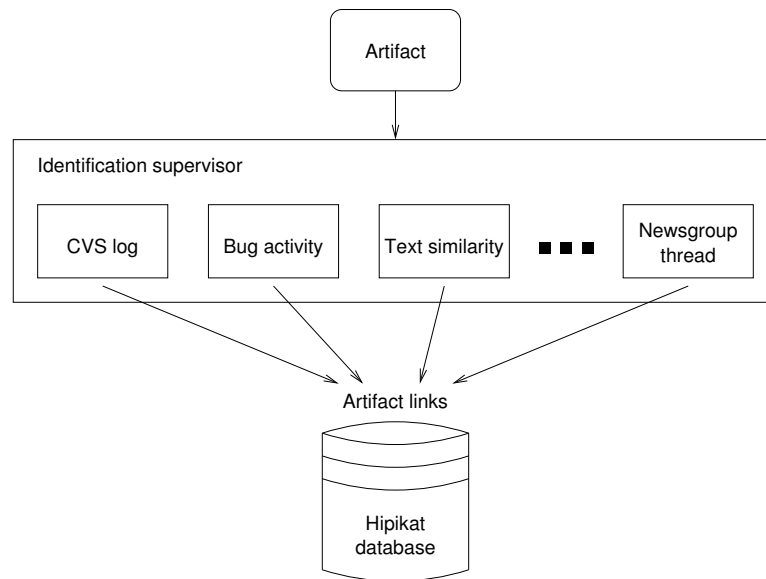 Artifact
Identification supervisor
CVS log
Bug activity
Text similarity
Newsgroup
thread
Artifact links
Hipikat
database